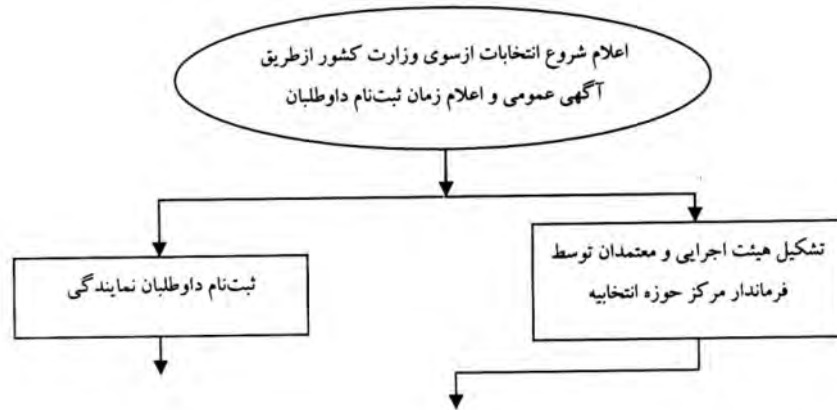 اعلام شروع انتخابات ازسوی وزارت کشور ازطریق
آگهی عمومی و اعلام زمان ثبت‌نام داوطلبان
تشکیل هیئت اجرایی و معتمدان توسط
فرماندار مرکز حوزه انتخابیه
ثبت‌نام داوطلبان نمایندگی